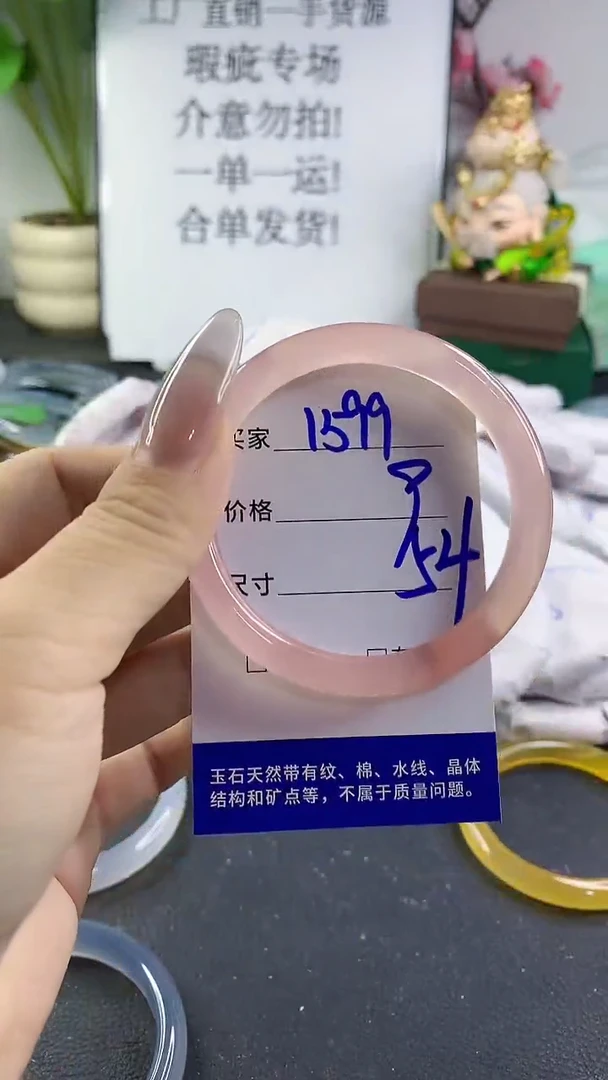 工厂直销一手货源
瑕疵专场
介意勿拍!
一单一运!
合单发货!
买家 1599
价格
尺寸 54
玉石天然带有纹、棉、水线、晶体
结构和矿点等，不属于质量问题。